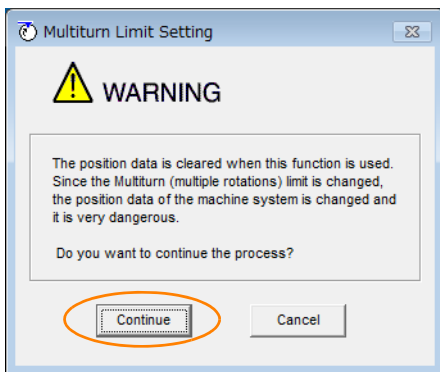 Multiturn Limit Setting
WARNING
The position data is cleared when this function is used.
Since the Multiturn (multiple rotations) limit is changed,
the position data of the machine system is changed and
it is very dangerous.
Do you want to continue the process?
Continue
Cancel